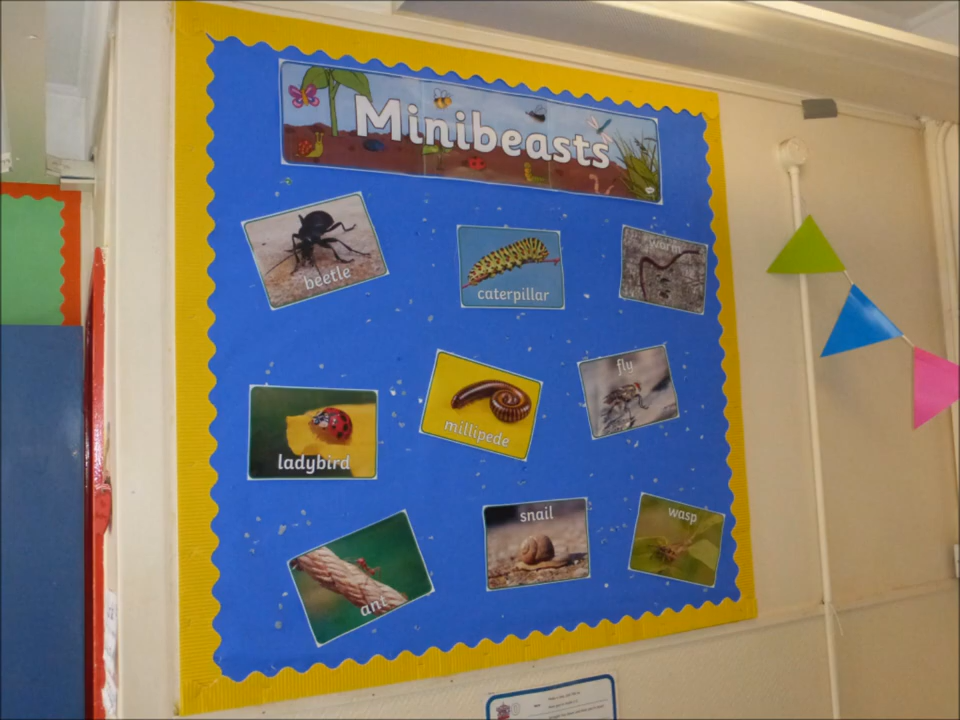 Minibeasts
beetle
caterpillar
worm
ladybird
millipede
fly
ant
snail
wasp